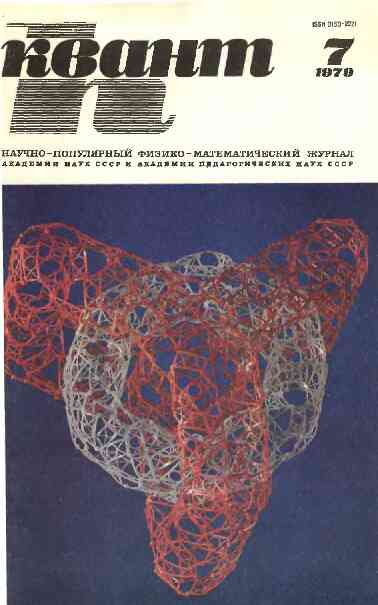 ISSN 0130-2221
квант
7
1979
НАУЧНО-ПОПУЛЯРНЫЙ ФИЗИКО-МАТЕМАТИЧЕСКИЙ ЖУРНАЛ
АКАДЕМИИ НАУК СССР И АКАДЕМИИ ПЕДАГОГИЧЕСКИХ НАУК СССР